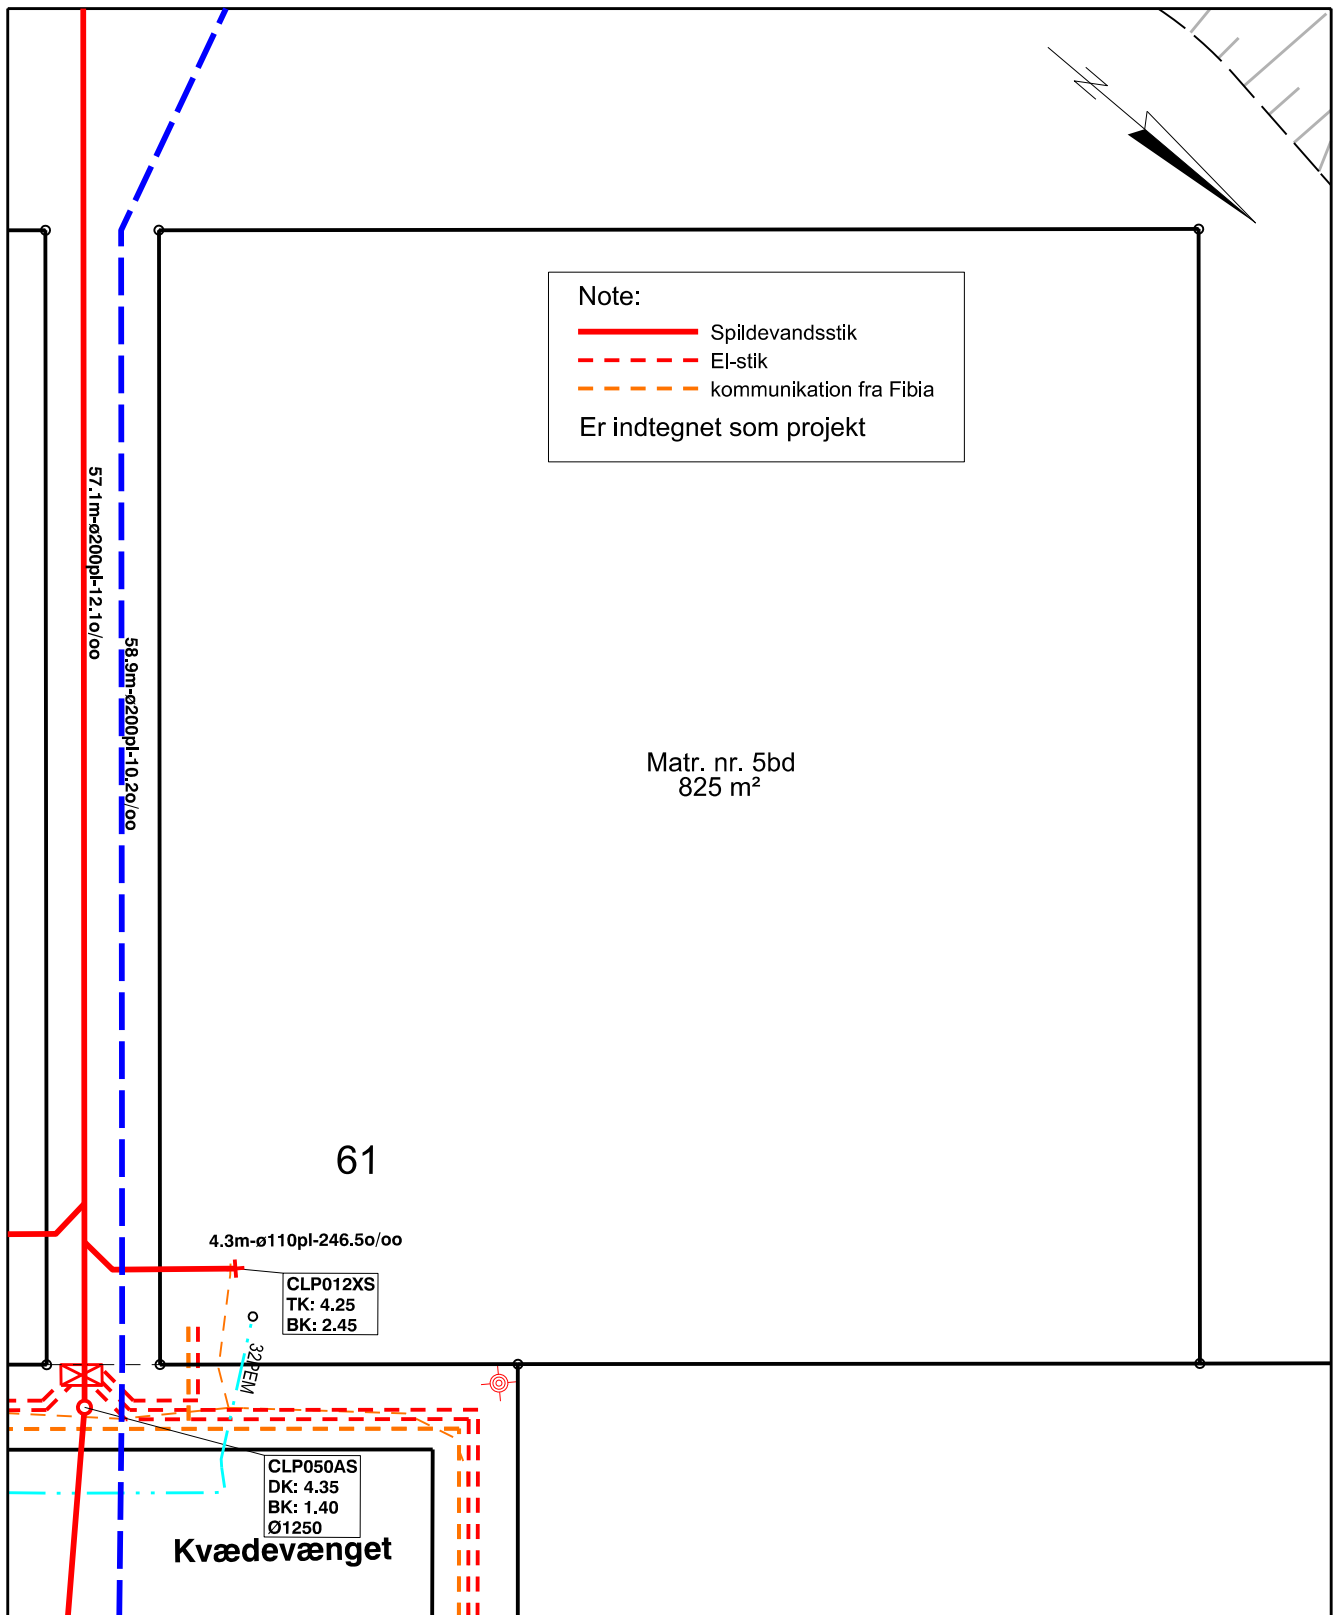 N
Note:
Spildevandsstik
El-stik
kommunikation fra Fibia
Er indtegnet som projekt
57.1m-ø200pl-12.1o/oo
58.9m-ø200pl-10.2o/oo
Matr. nr. 5bd
825 m²
61
4.3m-ø110pl-246.5o/oo
CLP012XS
TK: 4.25
BK: 2.45
32PEM
CLP050AS
DK: 4.35
BK: 1.40
Ø1250
Kvædevænget